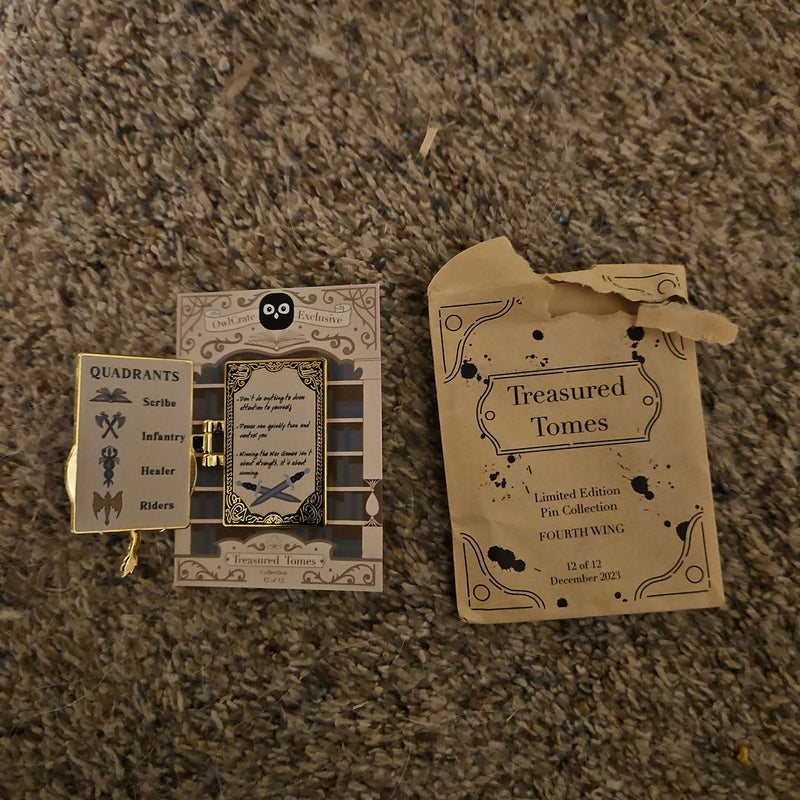 OwlCrate Exclusive
QUADRANTS
Scribe
Infantry
Healer
Riders
• Don't do anything to draw
attention to yourself
• Power can quickly turn and
control you
• Winning the War Games isn't
about strength, it is about
cunning.
Treasured Tomes
Collection
12 of 12
Treasured
Tomes
Limited Edition
Pin Collection
FOURTH WING
12 of 12
December 2023